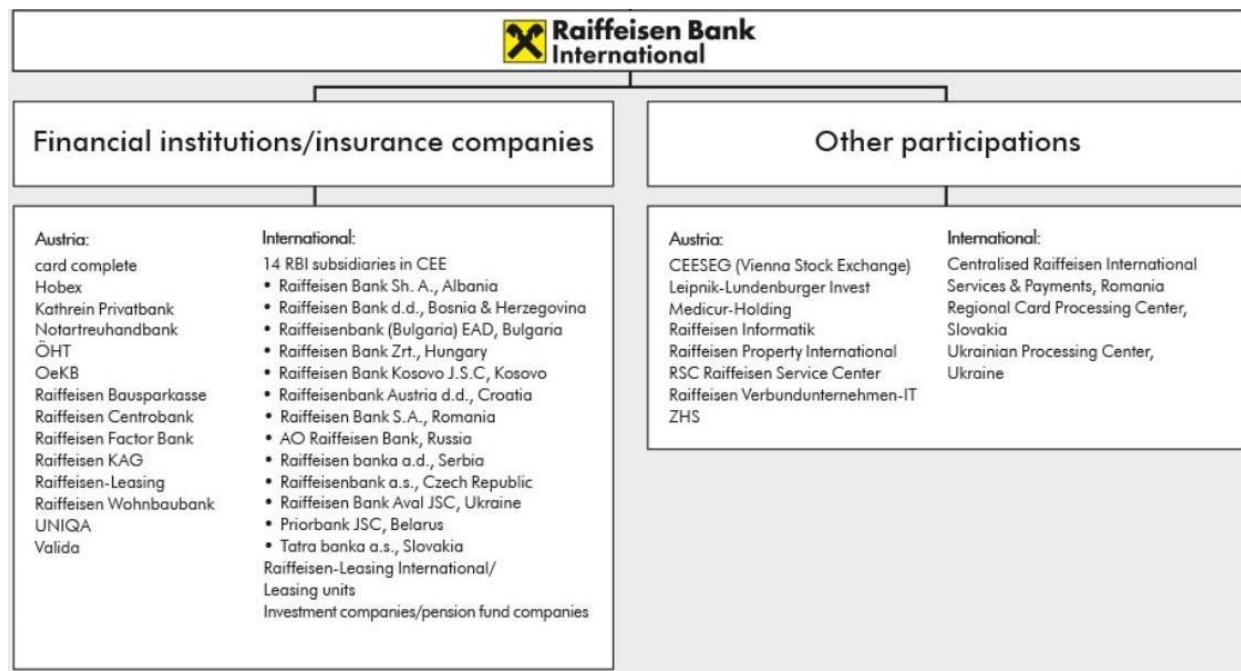 Raiffeisen Bank
International
Financial institutions/insurance companies
Austria:
card complete
Hobex
Kathrein Privatbank
Notartreuhandbank
ÖHT
OeKB
Raiffeisen Bausparkasse
Raiffeisen Centrobank
Raiffeisen Factor Bank
Raiffeisen KAG
Raiffeisen-Leasing
Raiffeisen Wohnbaubank
UNIQA
Valida
International:
14 RBI subsidiaries in CEE
• Raiffeisen Bank Sh. A., Albania
• Raiffeisen Bank d.d., Bosnia & Herzegovina
• Raiffeisenbank (Bulgaria) EAD, Bulgaria
• Raiffeisen Bank Zrt., Hungary
• Raiffeisen Bank Kosovo J.S.C, Kosovo
• Raiffeisenbank Austria d.d., Croatia
• Raiffeisen Bank S.A., Romania
• AO Raiffeisen Bank, Russia
• Raiffeisen banka a.d., Serbia
• Raiffeisenbank a.s., Czech Republic
• Raiffeisen Bank Aval JSC, Ukraine
• Priorbank JSC, Belarus
• Tatra banka a.s., Slovakia
Raiffeisen-Leasing International/
Leasing units
Investment companies/pension fund companies
Other participations
Austria:
CEESEG (Vienna Stock Exchange)
Leipnik-Lundenburger Invest
Medicur-Holding
Raiffeisen Informatik
Raiffeisen Property International
RSC Raiffeisen Service Center
Raiffeisen Verbundunternehmen-IT
ZHS
International:
Centralised Raiffeisen International
Services & Payments, Romania
Regional Card Processing Center,
Slovakia
Ukrainian Processing Center,
Ukraine